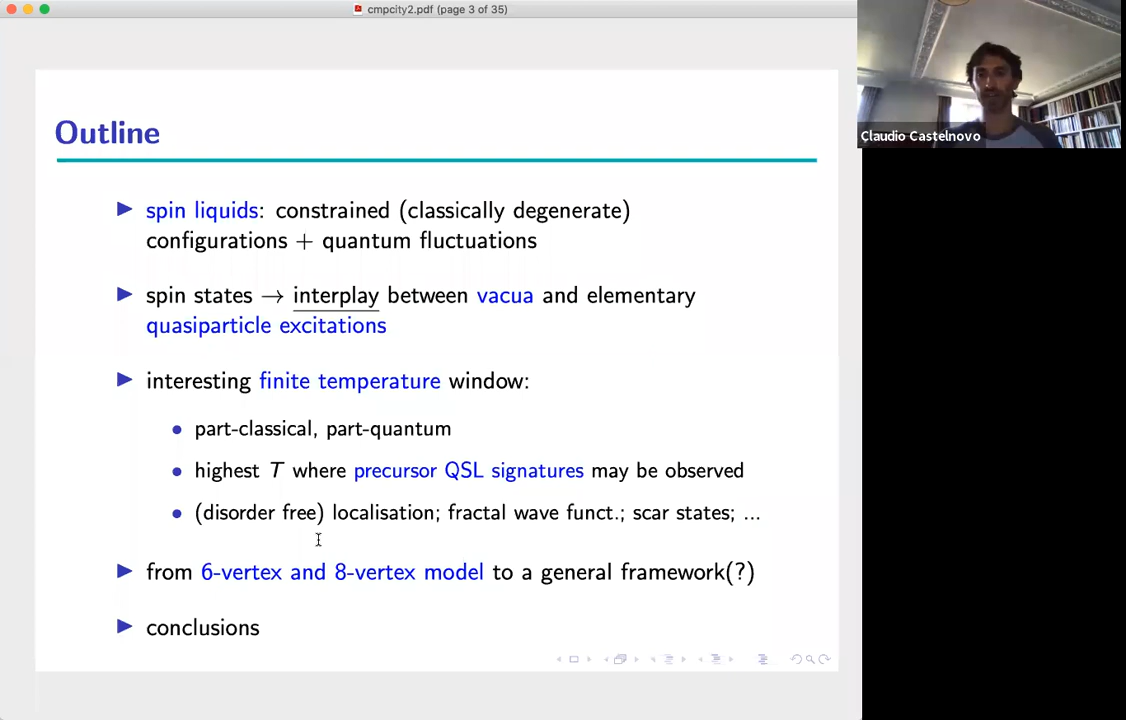 cmpcity2.pdf (page 3 of 35)
Claudio Castelnovo
Outline
spin liquids: constrained (classically degenerate)
configurations + quantum fluctuations
spin states → interplay between vacua and elementary
quasiparticle excitations
interesting finite temperature window:
part-classical, part-quantum
highest T where precursor QSL signatures may be observed
(disorder free) localisation; fractal wave funct.; scar states; ...
from 6-vertex and 8-vertex model to a general framework(?)
conclusions